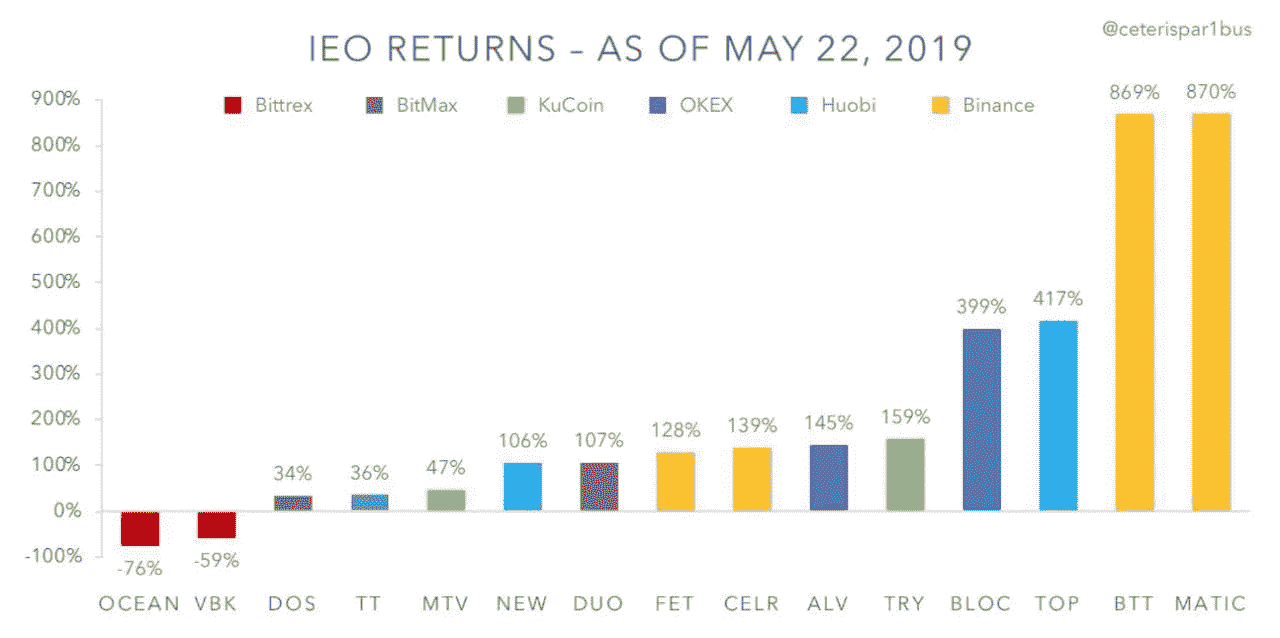 @ceterispar1bus
IEO RETURNS – AS OF MAY 22, 2019
Bittrex BitMax KuCoin OKEX Huobi Binance
900%
800%
700%
600%
500%
400%
300%
200%
100%
0%
-100%
-76% -59% 34% 36% 47% 106% 107% 128% 139% 145% 159% 399% 417% 869% 870%
OCEAN VBK DOS TT MTV NEW DUO FET CELR ALV TRY BLOC TOP BTT MATIC